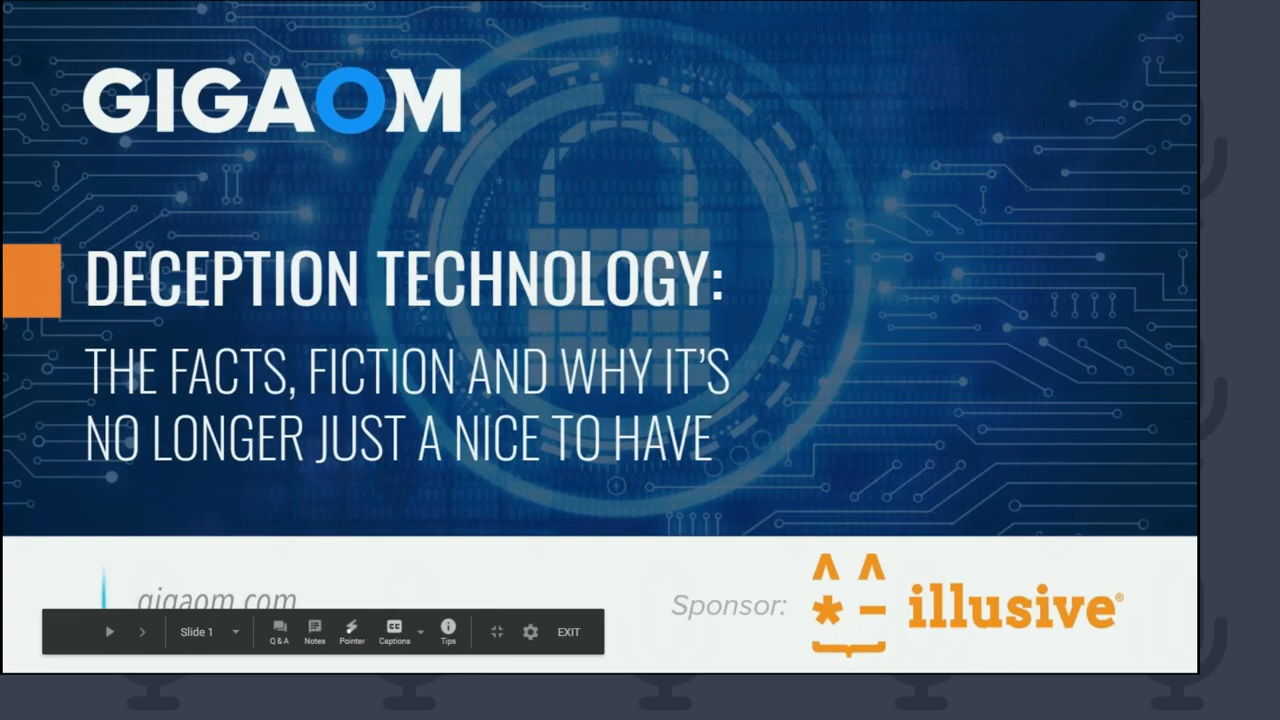 GIGAOM
DECEPTION TECHNOLOGY:
THE FACTS, FICTION AND WHY IT'S
NO LONGER JUST A NICE TO HAVE
gigaom.com
Sponsor:
illusive®
Slide 1
Q & A
Notes
Pointer
Captions
Tips
EXIT